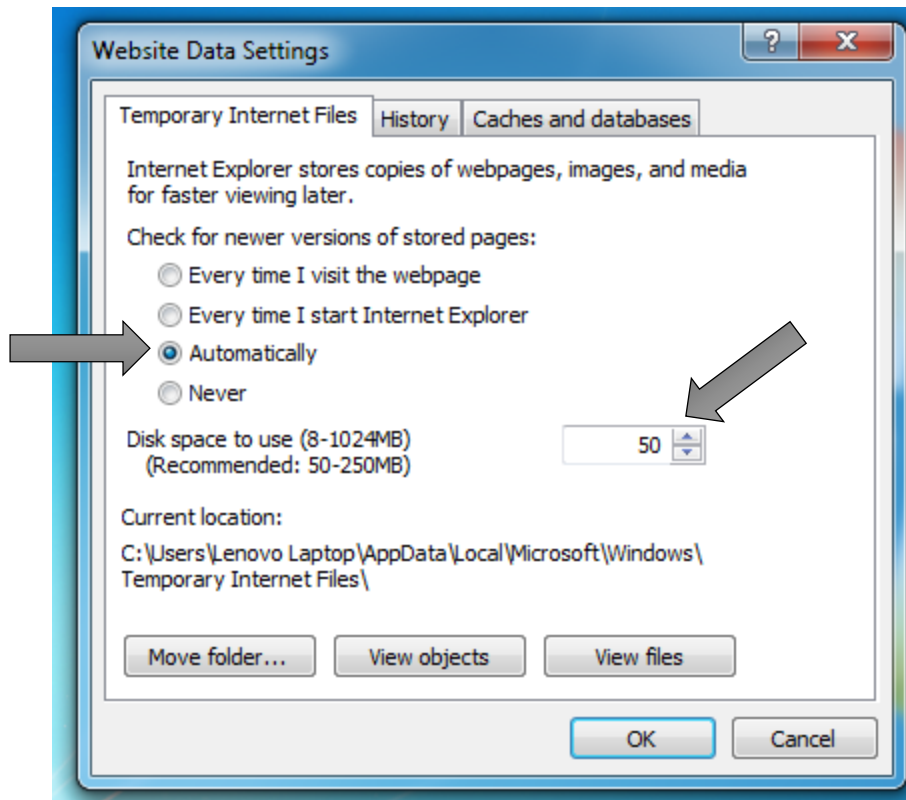 Website Data Settings
?
X
Temporary Internet Files
History
Caches and databases
Internet Explorer stores copies of webpages, images, and media
for faster viewing later.
Check for newer versions of stored pages:
Every time I visit the webpage
Every time I start Internet Explorer
Automatically
Never
Disk space to use (8-1024MB)
50
(Recommended: 50-250MB)
Current location:
C:\Users\Lenovo Laptop\AppData\Local\Microsoft\Windows\
Temporary Internet Files\
Move folder...
View objects
View files
OK
Cancel